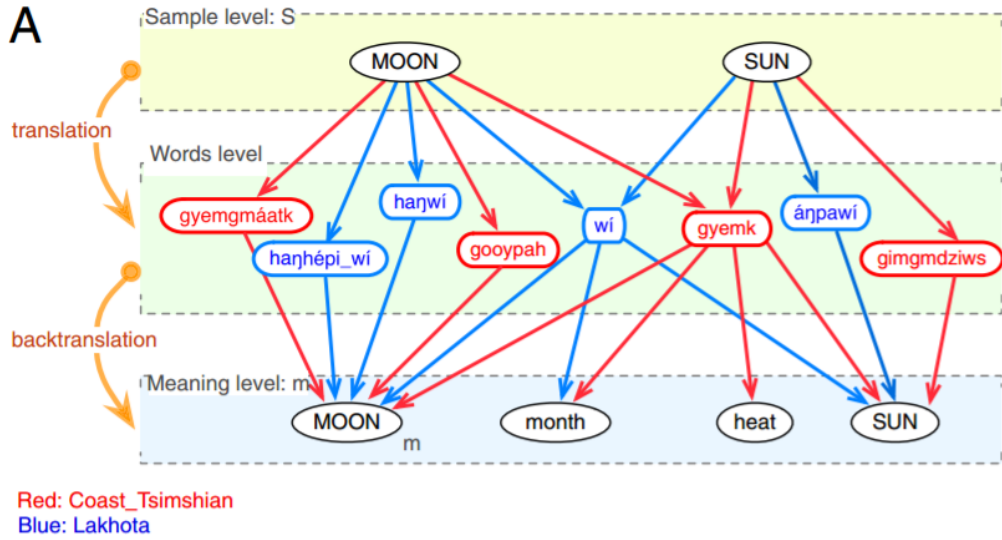 A
Sample level: S
MOON
SUN
translation
Words level
gyemgmáatk
haŋwí
haŋhépi_wí
gooypah
wí
gyemk
áŋpawí
gimgmdziws
backtranslation
Meaning level: m
MOON
month
heat
SUN
m
Red: Coast_Tsimshian
Blue: Lakhota